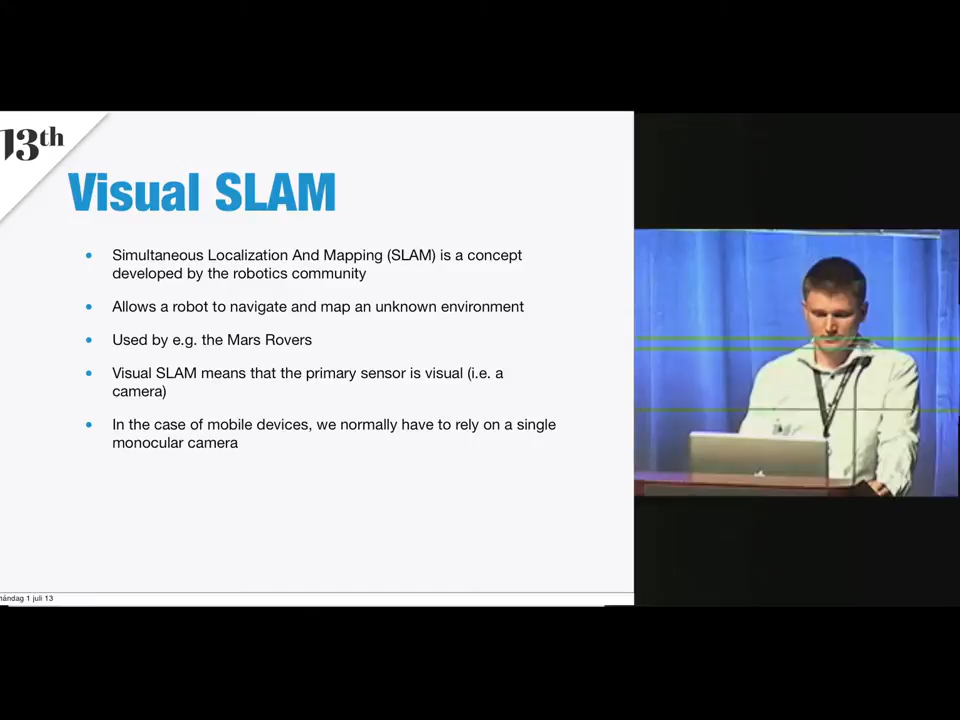 13th
Visual SLAM
Simultaneous Localization And Mapping (SLAM) is a concept
developed by the robotics community
Allows a robot to navigate and map an unknown environment
Used by e.g. the Mars Rovers
Visual SLAM means that the primary sensor is visual (i.e. a
camera)
In the case of mobile devices, we normally have to rely on a single
monocular camera
måndag 1 juli 13